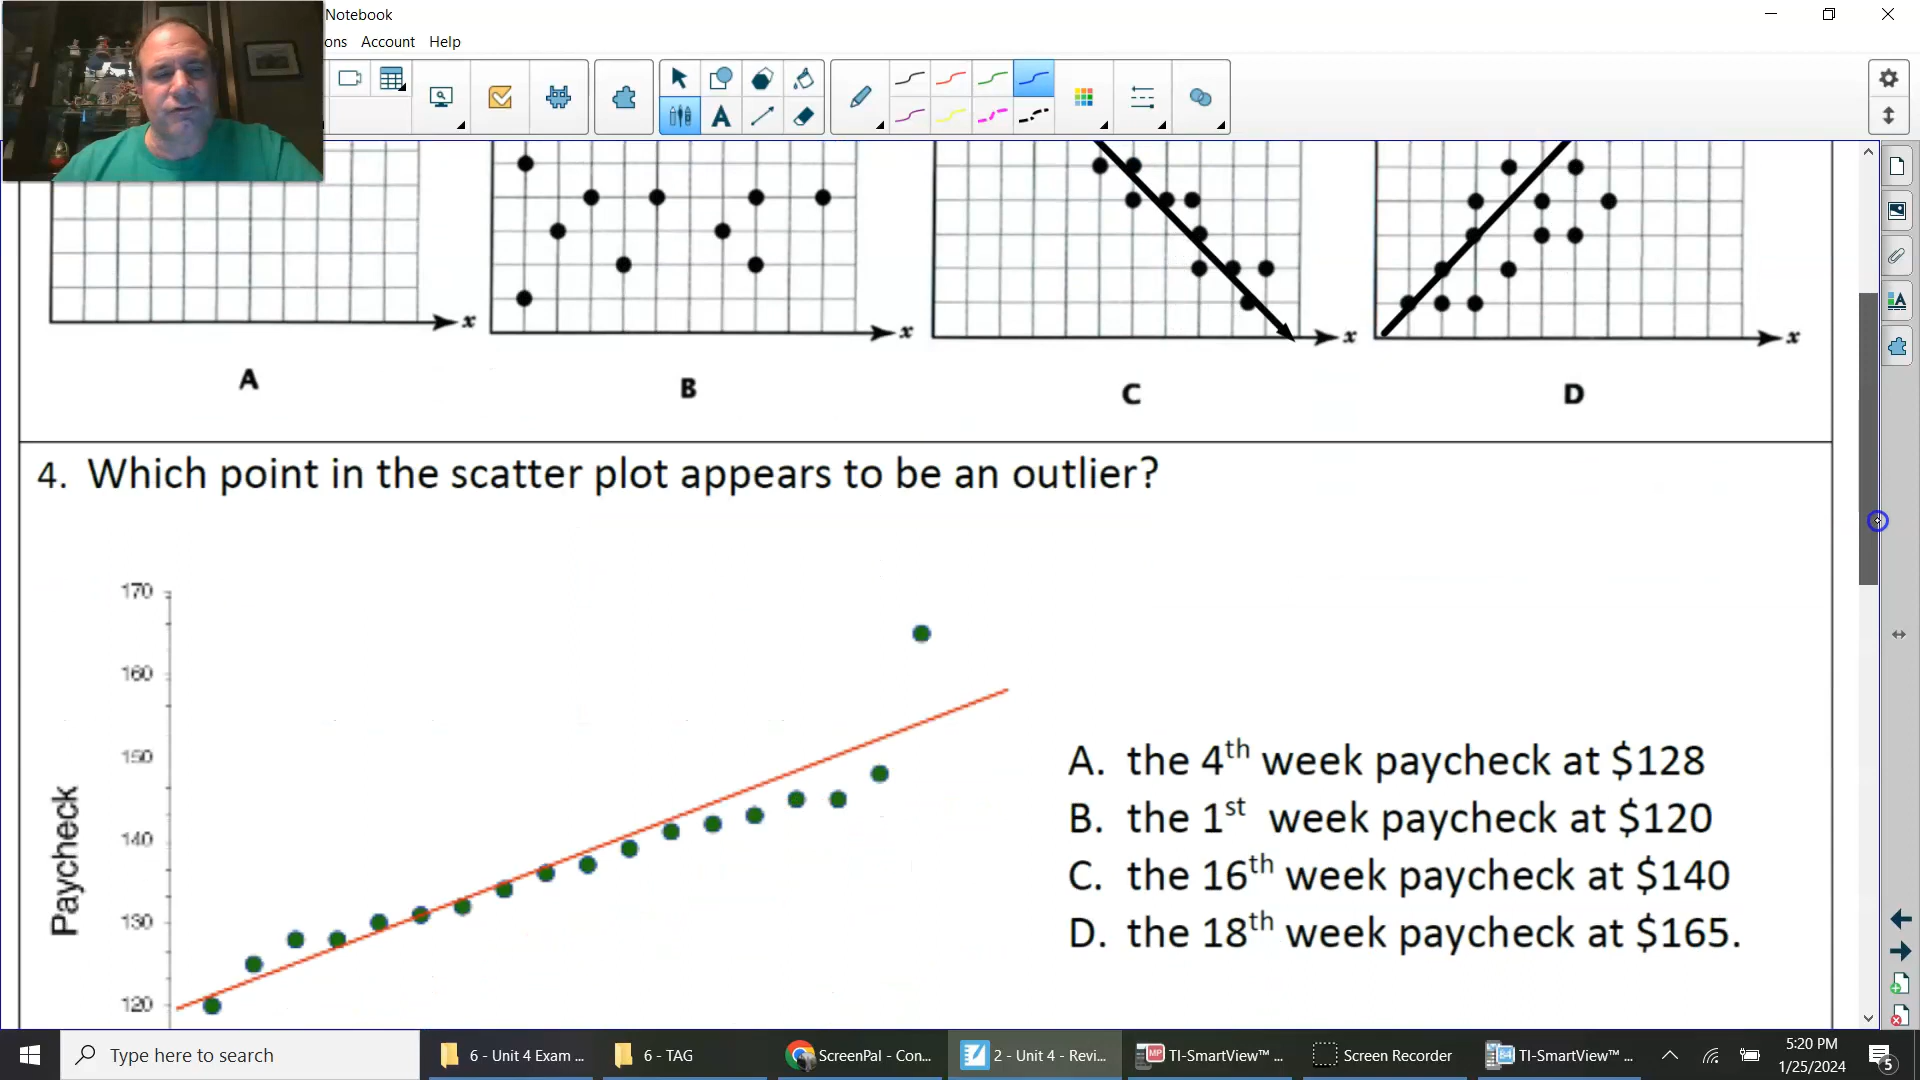 Notebook
ons Account Help
x
x
x
x
A
B
C
D
4. Which point in the scatter plot appears to be an outlier?
170
160
150
140
130
120
Paycheck
A. the 4th week paycheck at $128
B. the 1st week paycheck at $120
C. the 16th week paycheck at $140
D. the 18th week paycheck at $165.
Type here to search
6 - Unit 4 Exam ...
6 - TAG
ScreenPal - Con...
2 - Unit 4 - Revi...
TI-SmartView™ ...
Screen Recorder
TI-SmartView™ ...
5:20 PM
1/25/2024
5